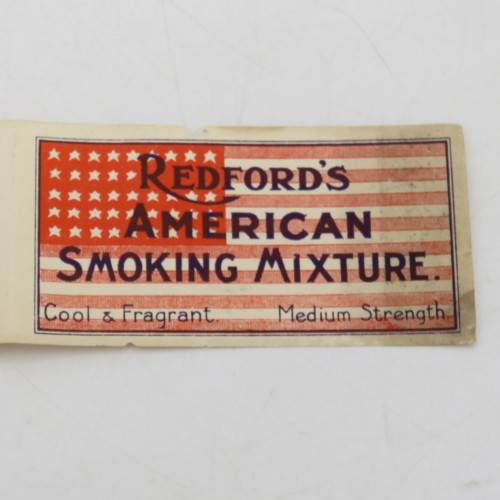 REDFORD'S
AMERICAN
SMOKING MIXTURE.
Cool & Fragrant. Medium Strength